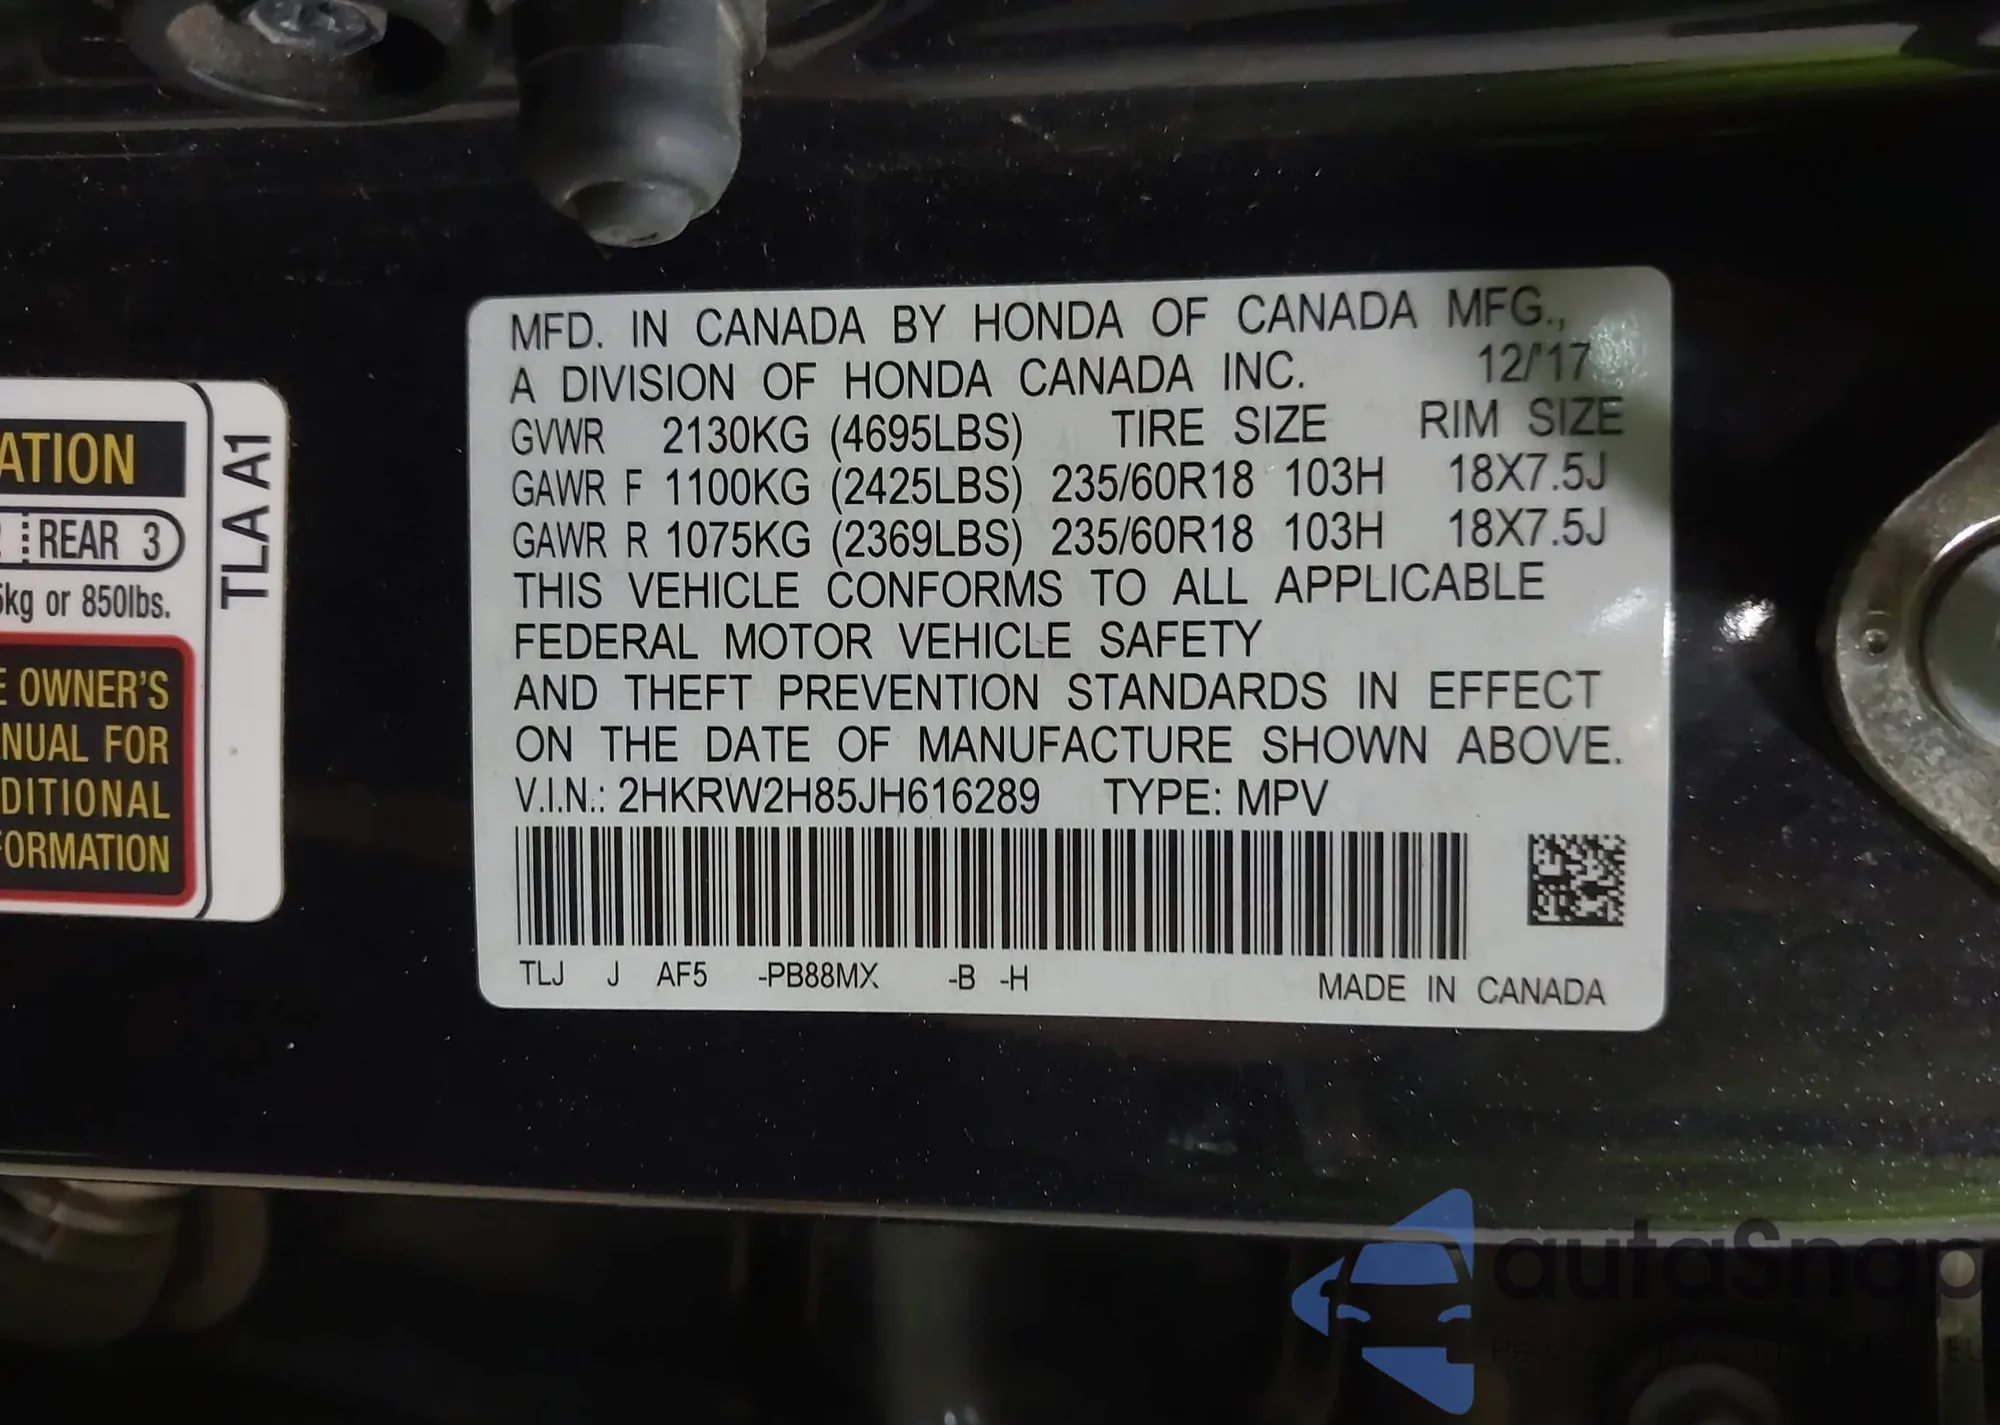 MFD. IN CANADA BY HONDA OF CANADA MFG.,
A DIVISION OF HONDA CANADA INC. 12/'17
GVWR 2130KG (4695LBS) TIRE SIZE RIM SIZE
GAWR F 1100KG (2425LBS) 235/60R18 103H 18X7.5J
GAWR R 1075KG (2369LBS) 235/60R18 103H 18X7.5J
THIS VEHICLE CONFORMS TO ALL APPLICABLE
FEDERAL MOTOR VEHICLE SAFETY
AND THEFT PREVENTION STANDARDS IN EFFECT
ON THE DATE OF MANUFACTURE SHOWN ABOVE.
V.I.N.: 2HKRW2H85JH616289 TYPE: MPV
TLJ J AF5 -PB88MX -B -H MADE IN CANADA
ATION
REAR 3
kg or 850lbs.
E OWNER'S
NUAL FOR
DITIONAL
FORMATION
TLA A1
autaSnap